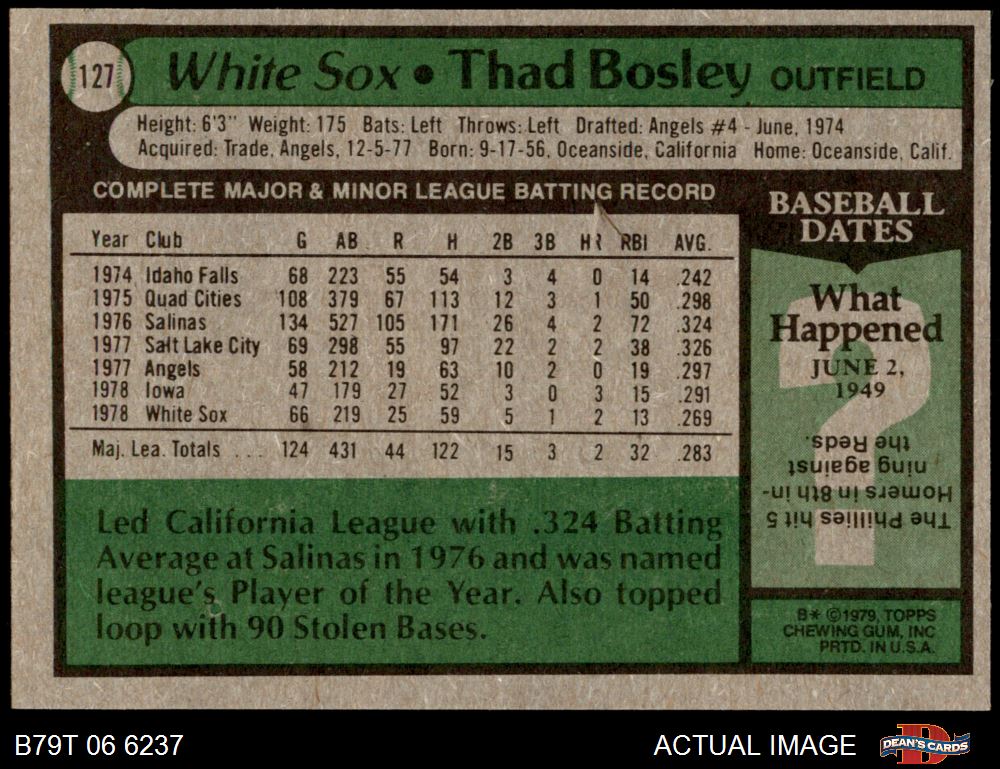 127
White Sox • Thad Bosley OUTFIELD
Height: 6'3" Weight: 175 Bats: Left Throws: Left Drafted: Angels #4 - June, 1974
Acquired: Trade, Angels, 12-5-77 Born: 9-17-56, Oceanside, California Home: Oceanside, Calif.
COMPLETE MAJOR & MINOR LEAGUE BATTING RECORD
Year Club G AB R H 2B 3B HR RBI AVG.
1974 Idaho Falls 68 223 55 54 3 4 0 14 .242
1975 Quad Cities 108 379 67 113 12 3 1 50 .298
1976 Salinas 134 527 105 171 26 4 2 72 .324
1977 Salt Lake City 69 298 55 97 22 2 2 38 .326
1977 Angels 58 212 19 63 10 2 0 19 .297
1978 Iowa 47 179 27 52 3 0 3 15 .291
1978 White Sox 66 219 25 59 5 1 2 13 .269
Maj. Lea. Totals . . . 124 431 44 122 15 3 2 32 .283
Led California League with .324 Batting
Average at Salinas in 1976 and was named
league's Player of the Year. Also topped
loop with 90 Stolen Bases.
BASEBALL
DATES
What
Happened
JUNE 2,
1949
The Phillies hit 5
Homers in 8th in-
ning against
the Reds.
B* ©1979, TOPPS
CHEWING GUM, INC
PRTD. IN U.S.A.
B79T 06 6237
ACTUAL IMAGE
DEAN'S CARDS